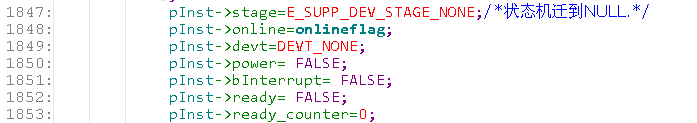 1847: pInst->stage=E_SUPP_DEV_STAGE_NONE;/*状态机迁到NULL.*/
1848: pInst->online=onlineflag;
1849: pInst->devt=DEVT_NONE;
1850: pInst->power= FALSE;
1851: pInst->bInterrupt= FALSE;
1852: pInst->ready= FALSE;
1853: pInst->ready_counter=0;